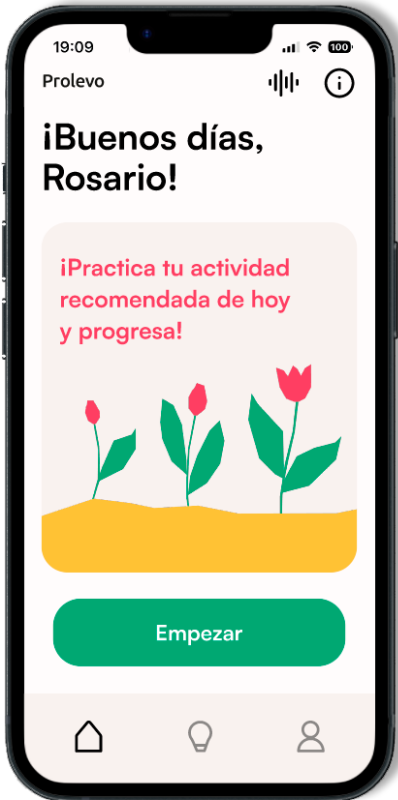 19:09
100
Prolevo
¡Buenos días,
Rosario!
¡Practica tu actividad
recomendada de hoy
y progresa!
Empezar